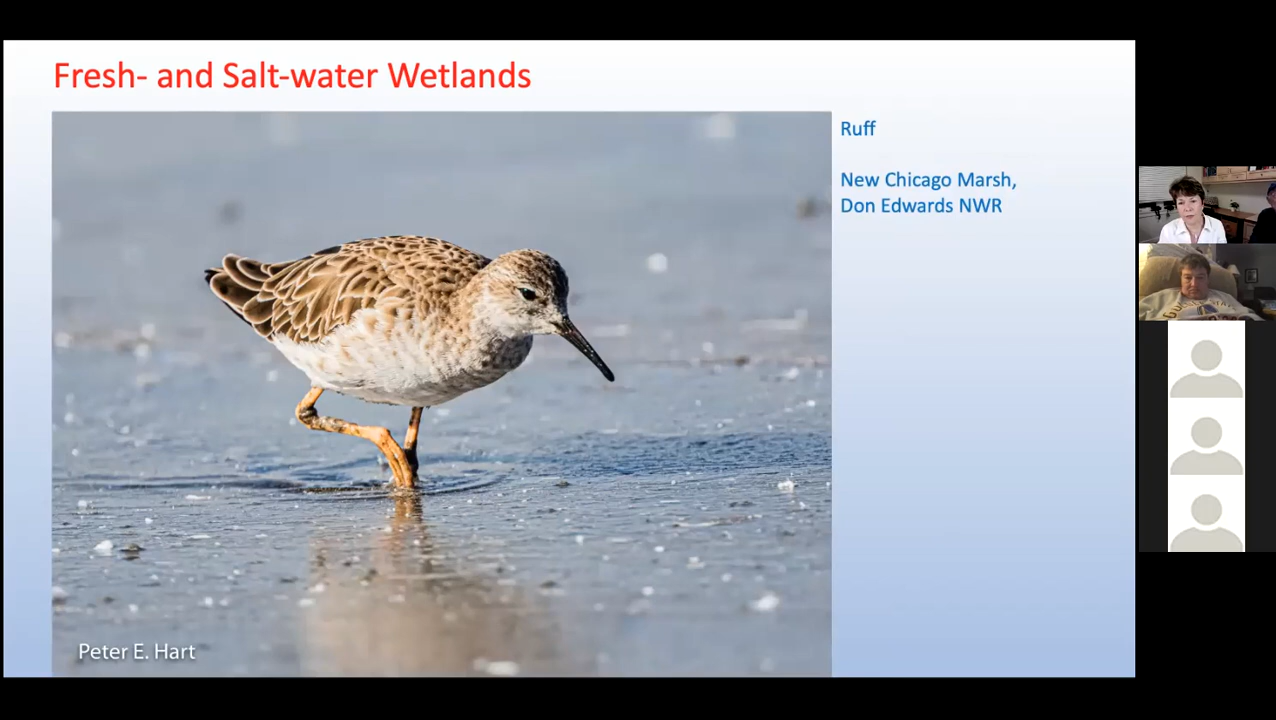 Fresh- and Salt-water Wetlands
Ruff
New Chicago Marsh,
Don Edwards NWR
Peter E. Hart